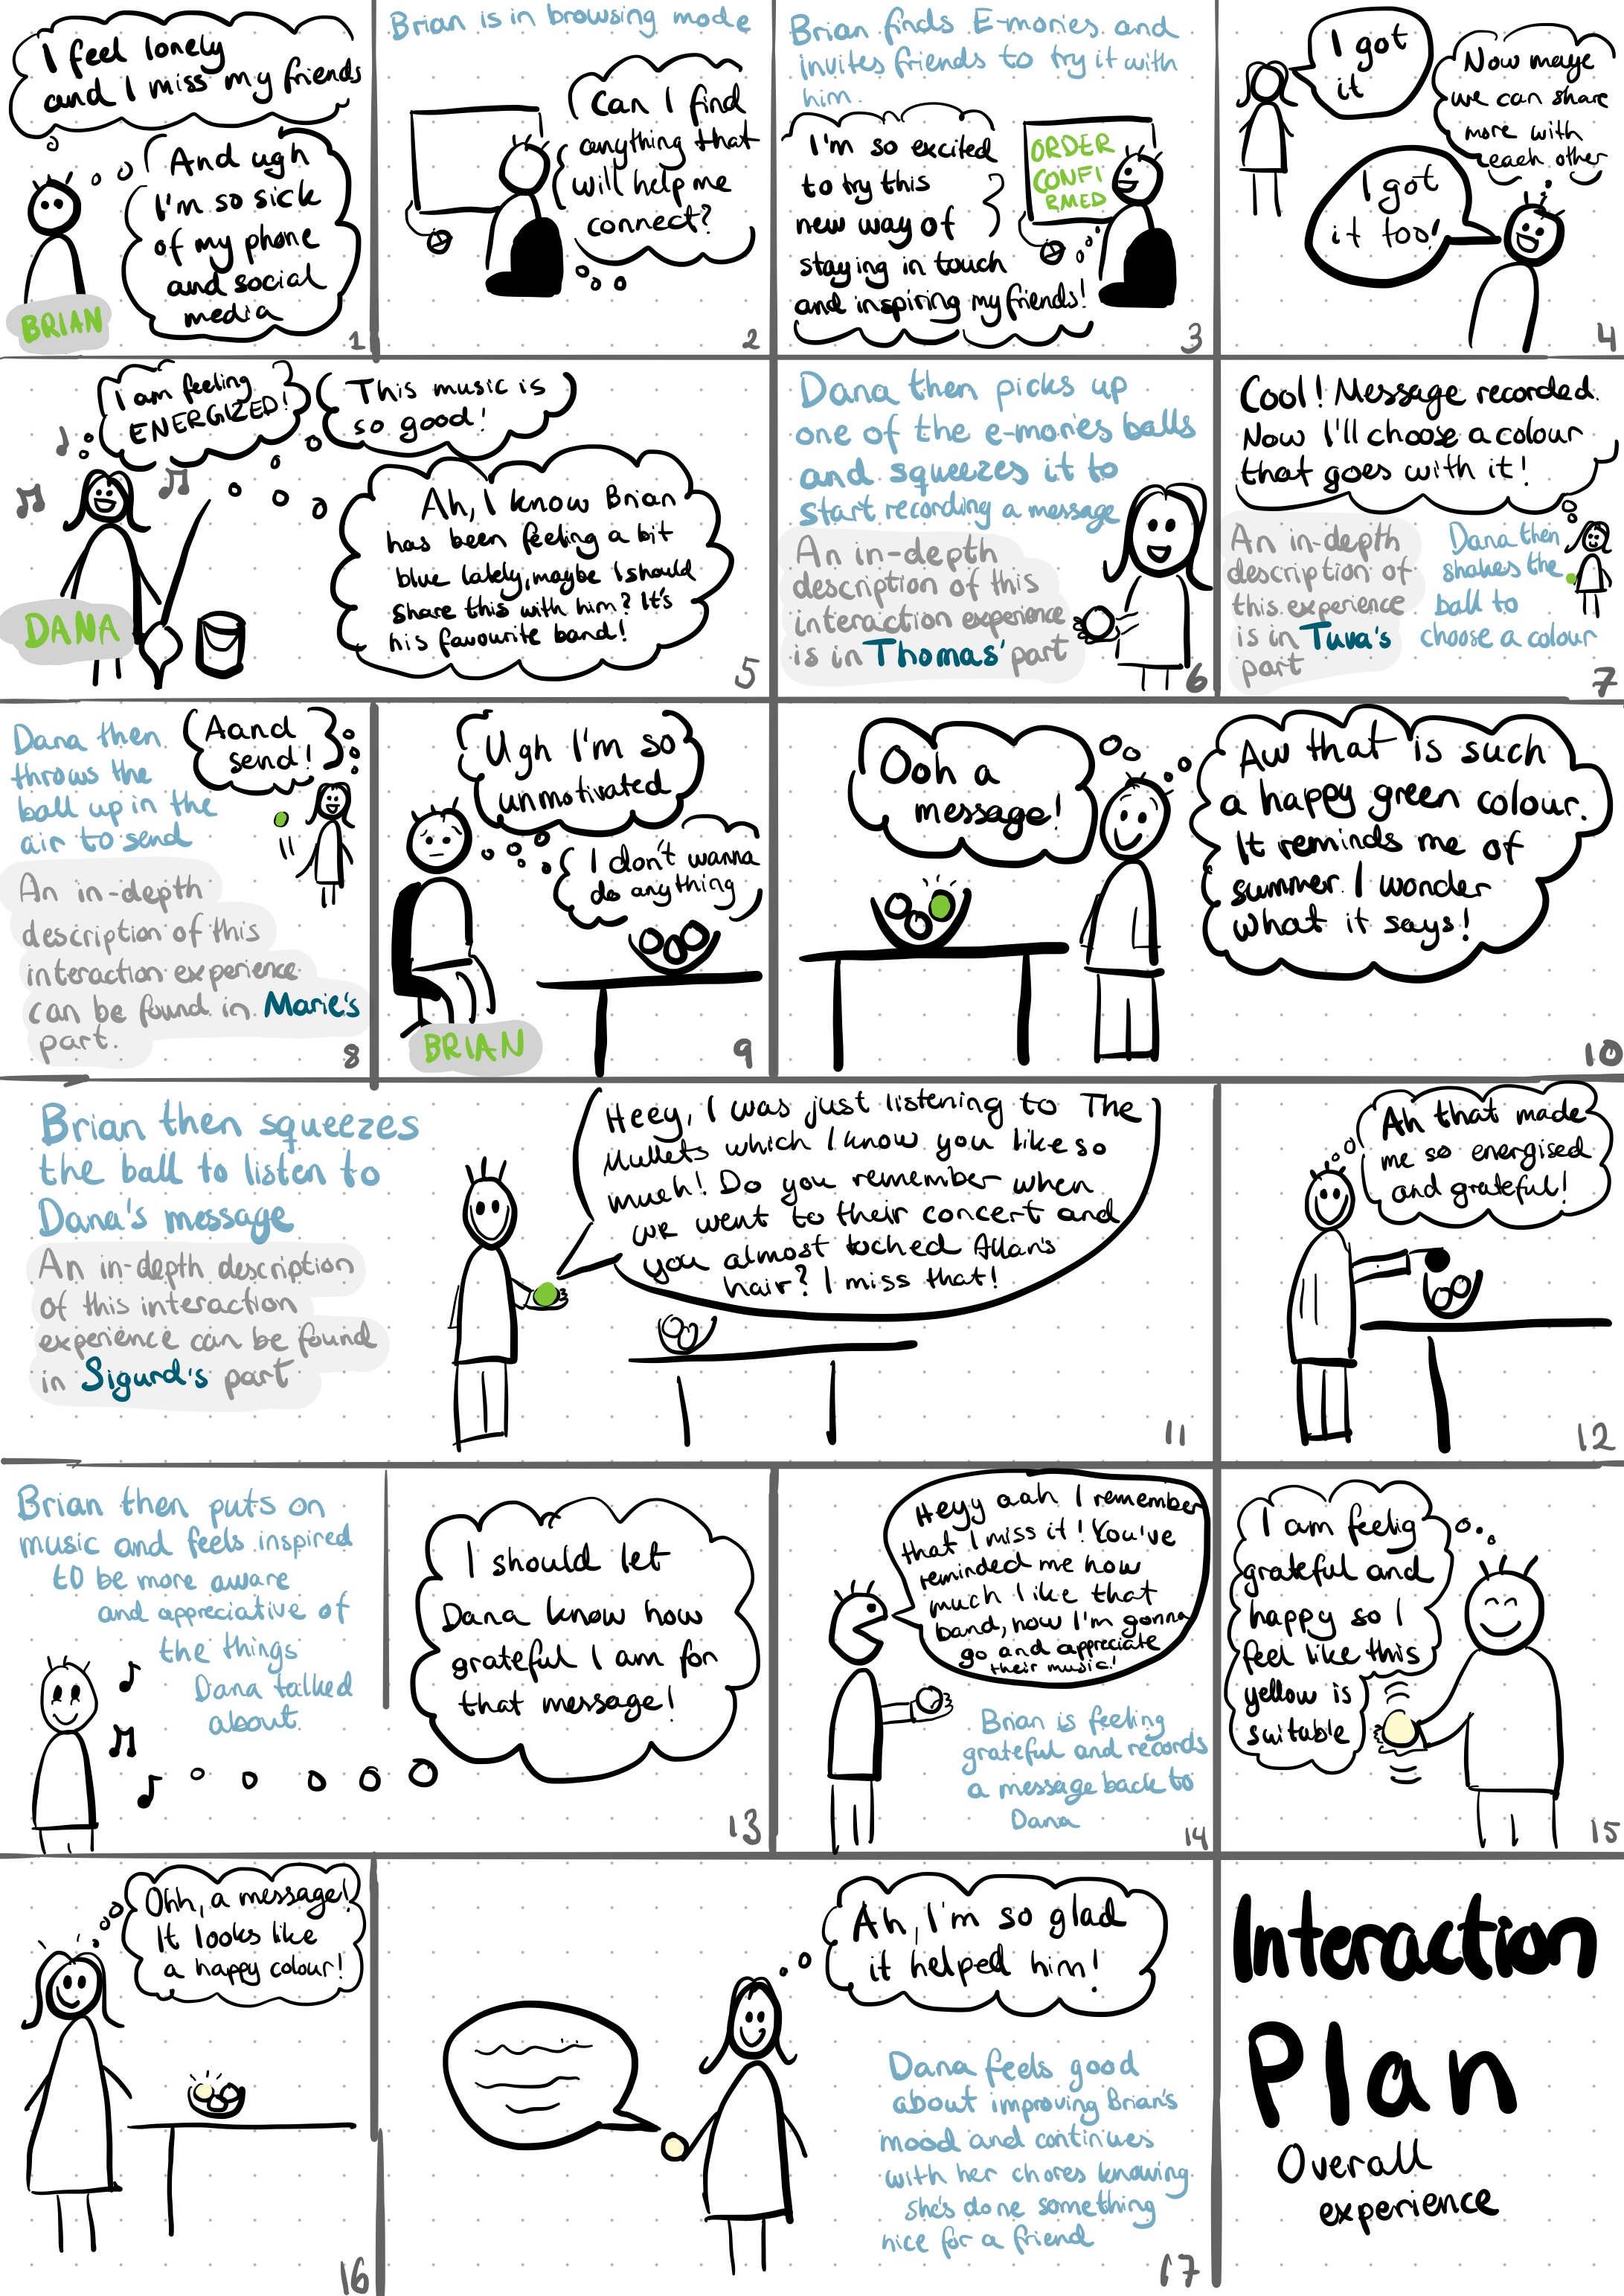 I feel lonely
and I miss my friends
And ugh
I'm so sick
of my phone
and social
media
BRIAN
1
Brian is in browsing mode
Can I find
anything that
will help me
connect?
2
Brian finds E-mories and
invites friends to try it with
him.
I'm so excited
to try this
new way of
staying in touch
and inspiring my friends!
ORDER
CONFI
RMED
3
I got
it
Now maye
we can share
more with
each other
I got
it too!
4
I am feeling
ENERGIZED!
This music is
so good!
Ah, I know Brian
has been feeling a bit
blue lately, maybe I should
share this with him? It's
his favourite band!
DANA
5
Dana then picks up
one of the e-mories balls
and squeezes it to
start recording a message
An in-depth
description of this
interaction experience
is in Thomas' part
6
Cool! Message recorded.
Now I'll choose a colour
that goes with it!
An in-depth
description of
this experience
is in Tuva's
part
Dana then
shakes the
ball to
choose a colour
7
Dana then
throws the
ball up in the
air to send
Aand
send!
An in-depth
description of this
interaction experience
can be found in Marie's
part.
8
Ugh I'm so
unmotivated
I don't wanna
do anything
BRIAN
9
Ooh a
message!
Aw that is such
a happy green colour.
It reminds me of
summer. I wonder
what it says!
10
Brian then squeezes
the ball to listen to
Dana's message
An in-depth description
of this interaction
experience can be found
in Sigurd's part
Heey, I was just listening to The
Mullets which I know you like so
much! Do you remember when
we went to their concert and
you almost toched Allan's
hair? I miss that!
11
Ah that made
me so energised
and grateful!
12
Brian then puts on
music and feels inspired
to be more aware
and appreciative of
the things
Dana talked
about
I should let
Dana know how
grateful I am for
that message!
13
Heyy aah I remember
that I miss it! You've
reminded me how
much I like that
band, now I'm gonna
go and appreciate
their music!
Brian is feeling
grateful and records
a message back to
Dana
14
I am feelig
grateful and
happy so I
feel like this
yellow is
suitable
15
Ohh, a message!
It looks like
a happy colour!
16
Ah, I'm so glad
it helped him!
Dana feels good
about improving Brian's
mood and continues
with her chores knowing
she's done something
nice for a friend
17
Interaction
Plan
Overall
experience